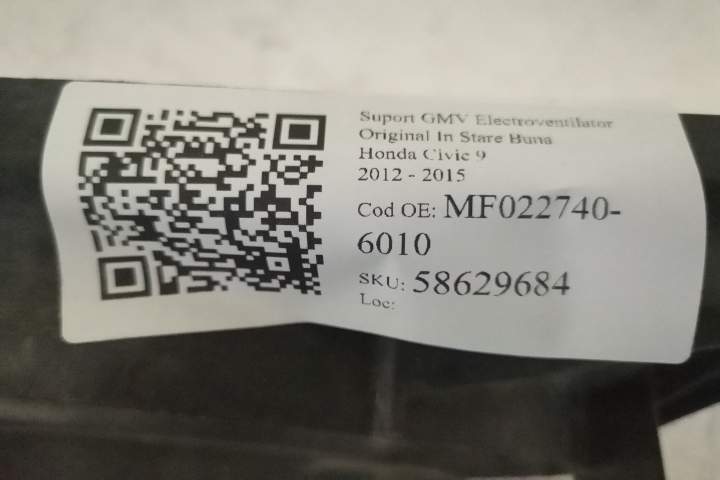 Suport GMV Electroventilator
Original In Stare Buna
Honda Civic 9
2012 - 2015
Cod OE: MF022740-
6010
SKU: 58629684
Loc: